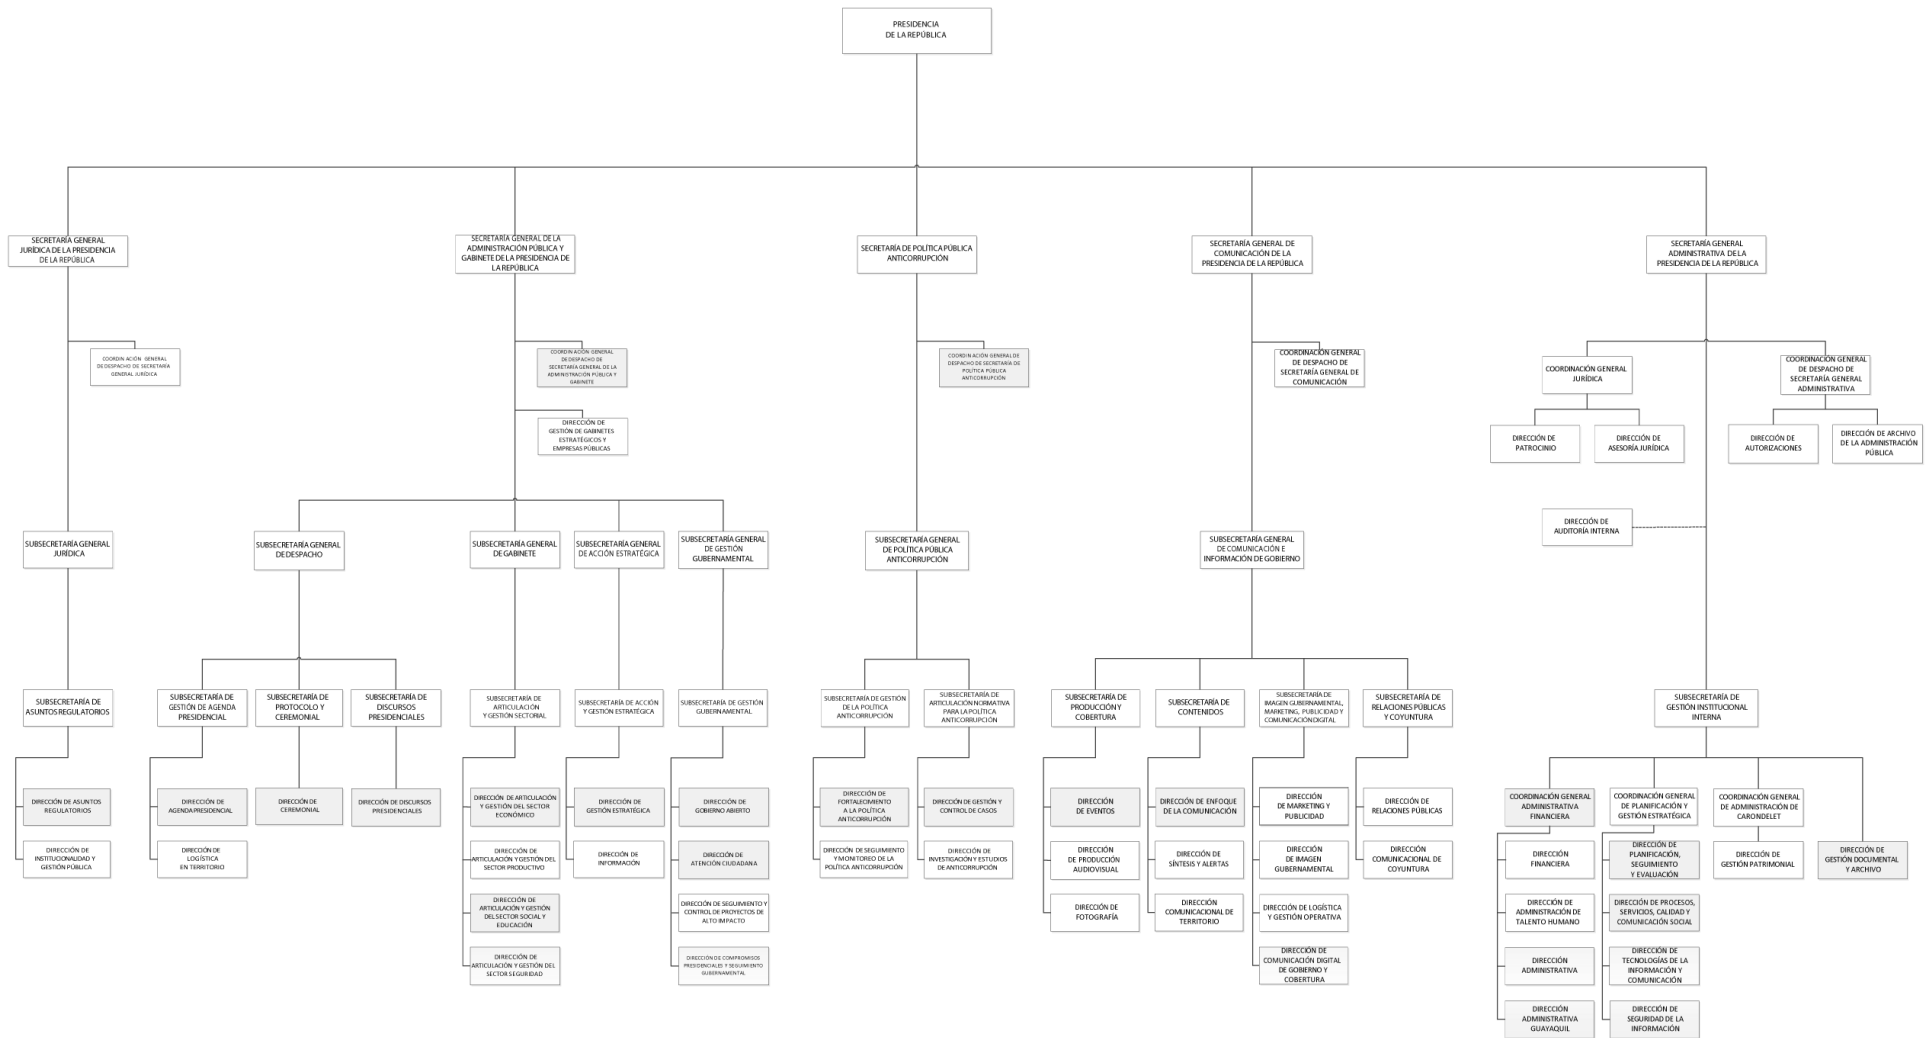 PRESIDENCIA
DE LA REPÚBLICA
SECRETARÍA GENERAL
JURÍDICA DE LA PRESIDENCIA
DE LA REPÚBLICA
SECRETARÍA GENERAL DE LA
ADMINISTRACIÓN PÚBLICA Y
GABINETE DE LA PRESIDENCIA DE
LA REPÚBLICA
SECRETARÍA DE POLÍTICA PÚBLICA
ANTICORRUPCIÓN
SECRETARÍA GENERAL DE
COMUNICACIÓN DE LA
PRESIDENCIA DE LA REPÚBLICA
SECRETARÍA GENERAL
ADMINISTRATIVA DE LA
PRESIDENCIA DE LA REPÚBLICA
COORDINACIÓN GENERAL
DE DESPACHO DE SECRETARÍA
GENERAL JURÍDICA
COORDINACIÓN GENERAL
DE DESPACHO DE
SECRETARÍA GENERAL DE LA
ADMINISTRACIÓN PÚBLICA Y
GABINETE
COORDINACIÓN GENERAL DE
DESPACHO DE SECRETARÍA DE
POLÍTICA PÚBLICA
ANTICORRUPCIÓN
COORDINACIÓN GENERAL
DE DESPACHO DE
SECRETARÍA GENERAL DE
COMUNICACIÓN
COORDINACIÓN GENERAL
JURÍDICA
COORDINACIÓN GENERAL
DE DESPACHO DE
SECRETARÍA GENERAL
ADMINISTRATIVA
DIRECCIÓN DE
GESTIÓN DE GABINETES
ESTRATÉGICOS Y
EMPRESAS PÚBLICAS
DIRECCIÓN DE
PATROCINIO
DIRECCIÓN DE
ASESORÍA JURÍDICA
DIRECCIÓN DE
AUTORIZACIONES
DIRECCIÓN DE ARCHIVO
DE LA ADMINISTRACIÓN
PÚBLICA
DIRECCIÓN DE
AUDITORÍA INTERNA
SUBSECRETARÍA GENERAL
JURÍDICA
SUBSECRETARÍA GENERAL
DE DESPACHO
SUBSECRETARÍA GENERAL
DE GABINETE
SUBSECRETARÍA GENERAL
DE ACCIÓN ESTRATÉGICA
SUBSECRETARÍA GENERAL
DE GESTIÓN
GUBERNAMENTAL
SUBSECRETARÍA GENERAL
DE POLÍTICA PÚBLICA
ANTICORRUPCIÓN
SUBSECRETARÍA GENERAL
DE COMUNICACIÓN E
INFORMACIÓN DE GOBIERNO
SUBSECRETARÍA DE
ASUNTOS REGULATORIOS
SUBSECRETARÍA DE
GESTIÓN DE AGENDA
PRESIDENCIAL
SUBSECRETARÍA DE
PROTOCOLO Y
CEREMONIAL
SUBSECRETARÍA DE
DISCURSOS
PRESIDENCIALES
SUBSECRETARÍA DE
ARTICULACIÓN
Y GESTIÓN SECTORIAL
SUBSECRETARÍA DE ACCIÓN
Y GESTIÓN ESTRATÉGICA
SUBSECRETARÍA DE GESTIÓN
GUBERNAMENTAL
SUBSECRETARÍA DE GESTIÓN
DE LA POLÍTICA
ANTICORRUPCIÓN
SUBSECRETARÍA DE
ARTICULACIÓN NORMATIVA
PARA LA POLÍTICA
ANTICORRUPCIÓN
SUBSECRETARÍA DE
PRODUCCIÓN Y
COBERTURA
SUBSECRETARÍA DE
CONTENIDOS
SUBSECRETARÍA DE
IMAGEN GUBERNAMENTAL,
MARKETING, PUBLICIDAD Y
COMUNICACIÓN DIGITAL
SUBSECRETARÍA DE
RELACIONES PÚBLICAS
Y COYUNTURA
SUBSECRETARÍA DE
GESTIÓN INSTITUCIONAL
INTERNA
DIRECCIÓN DE ASUNTOS
REGULATORIOS
DIRECCIÓN DE
INSTITUCIONALIDAD Y
GESTIÓN PÚBLICA
DIRECCIÓN DE
AGENDA PRESIDENCIAL
DIRECCIÓN DE
LOGÍSTICA
EN TERRITORIO
DIRECCIÓN DE
CEREMONIAL
DIRECCIÓN DE DISCURSOS
PRESIDENCIALES
DIRECCIÓN DE ARTICULACIÓN
Y GESTIÓN DEL SECTOR
ECONÓMICO
DIRECCIÓN DE
ARTICULACIÓN Y GESTIÓN DEL
SECTOR PRODUCTIVO
DIRECCIÓN DE
ARTICULACIÓN Y GESTIÓN
DEL SECTOR SOCIAL Y
EDUCACIÓN
DIRECCIÓN DE
ARTICULACIÓN Y GESTIÓN DEL
SECTOR SEGURIDAD
DIRECCIÓN DE
GESTIÓN ESTRATÉGICA
DIRECCIÓN DE
INFORMACIÓN
DIRECCIÓN DE
GOBIERNO ABIERTO
DIRECCIÓN DE
ATENCIÓN CIUDADANA
DIRECCIÓN DE SEGUIMIENTO Y
CONTROL DE PROYECTOS DE
ALTO IMPACTO
DIRECCIÓN DE COMPROMISOS
PRESIDENCIALES Y SEGUIMIENTO
GUBERNAMENTAL
DIRECCIÓN DE
FORTALECIMIENTO
A LA POLÍTICA
ANTICORRUPCIÓN
DIRECCIÓN DE SEGUIMIENTO
Y MONITOREO DE LA
POLÍTICA ANTICORRUPCIÓN
DIRECCIÓN DE GESTIÓN Y
CONTROL DE CASOS
DIRECCIÓN DE
INVESTIGACIÓN Y ESTUDIOS
DE ANTICORRUPCIÓN
DIRECCIÓN
DE EVENTOS
DIRECCIÓN
DE PRODUCCIÓN
AUDIOVISUAL
DIRECCIÓN DE
FOTOGRAFÍA
DIRECCIÓN DE ENFOQUE
DE LA COMUNICACIÓN
DIRECCIÓN DE
SÍNTESIS Y ALERTAS
DIRECCIÓN
COMUNICACIONAL DE
TERRITORIO
DIRECCIÓN
DE MARKETING Y
PUBLICIDAD
DIRECCIÓN
DE IMAGEN
GUBERNAMENTAL
DIRECCIÓN DE LOGÍSTICA
Y GESTIÓN OPERATIVA
DIRECCIÓN DE
COMUNICACIÓN DIGITAL
DE GOBIERNO Y
COBERTURA
DIRECCIÓN DE
RELACIONES PÚBLICAS
DIRECCIÓN
COMUNICACIONAL DE
COYUNTURA
COORDINACIÓN GENERAL
ADMINISTRATIVA
FINANCIERA
DIRECCIÓN
FINANCIERA
DIRECCIÓN DE
ADMINISTRACIÓN DE
TALENTO HUMANO
DIRECCIÓN
ADMINISTRATIVA
DIRECCIÓN
ADMINISTRATIVA
GUAYAQUIL
COORDINACIÓN GENERAL
DE PLANIFICACIÓN Y
GESTIÓN ESTRATÉGICA
DIRECCIÓN DE
PLANIFICACIÓN,
SEGUIMIENTO
Y EVALUACIÓN
DIRECCIÓN DE PROCESOS,
SERVICIOS, CALIDAD Y
COMUNICACIÓN SOCIAL
DIRECCIÓN DE
TECNOLOGÍAS DE LA
INFORMACIÓN Y
COMUNICACIÓN
DIRECCIÓN DE
SEGURIDAD DE LA
INFORMACIÓN
COORDINACIÓN GENERAL
DE ADMINISTRACIÓN DE
CARONDELET
DIRECCIÓN DE
GESTIÓN PATRIMONIAL
DIRECCIÓN DE
GESTIÓN DOCUMENTAL
Y ARCHIVO